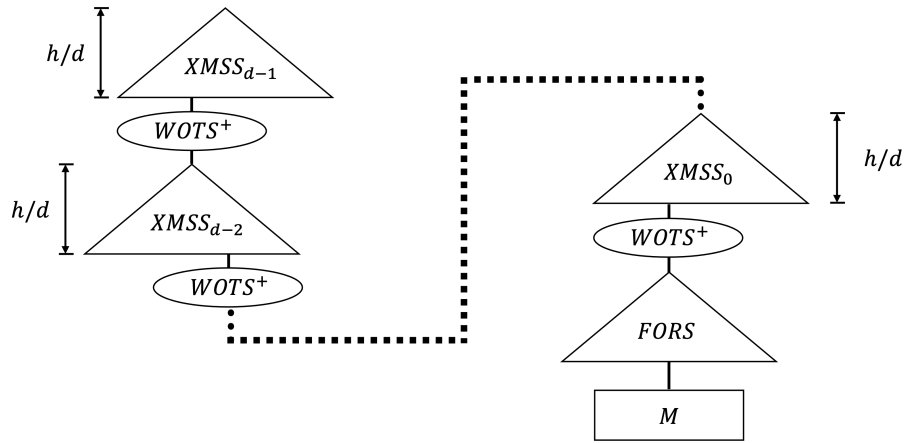 h/d
XMSS_{d−1}
WOTS^+
h/d
XMSS_{d−2}
WOTS^+
XMSS_0
h/d
WOTS^+
FORS
M